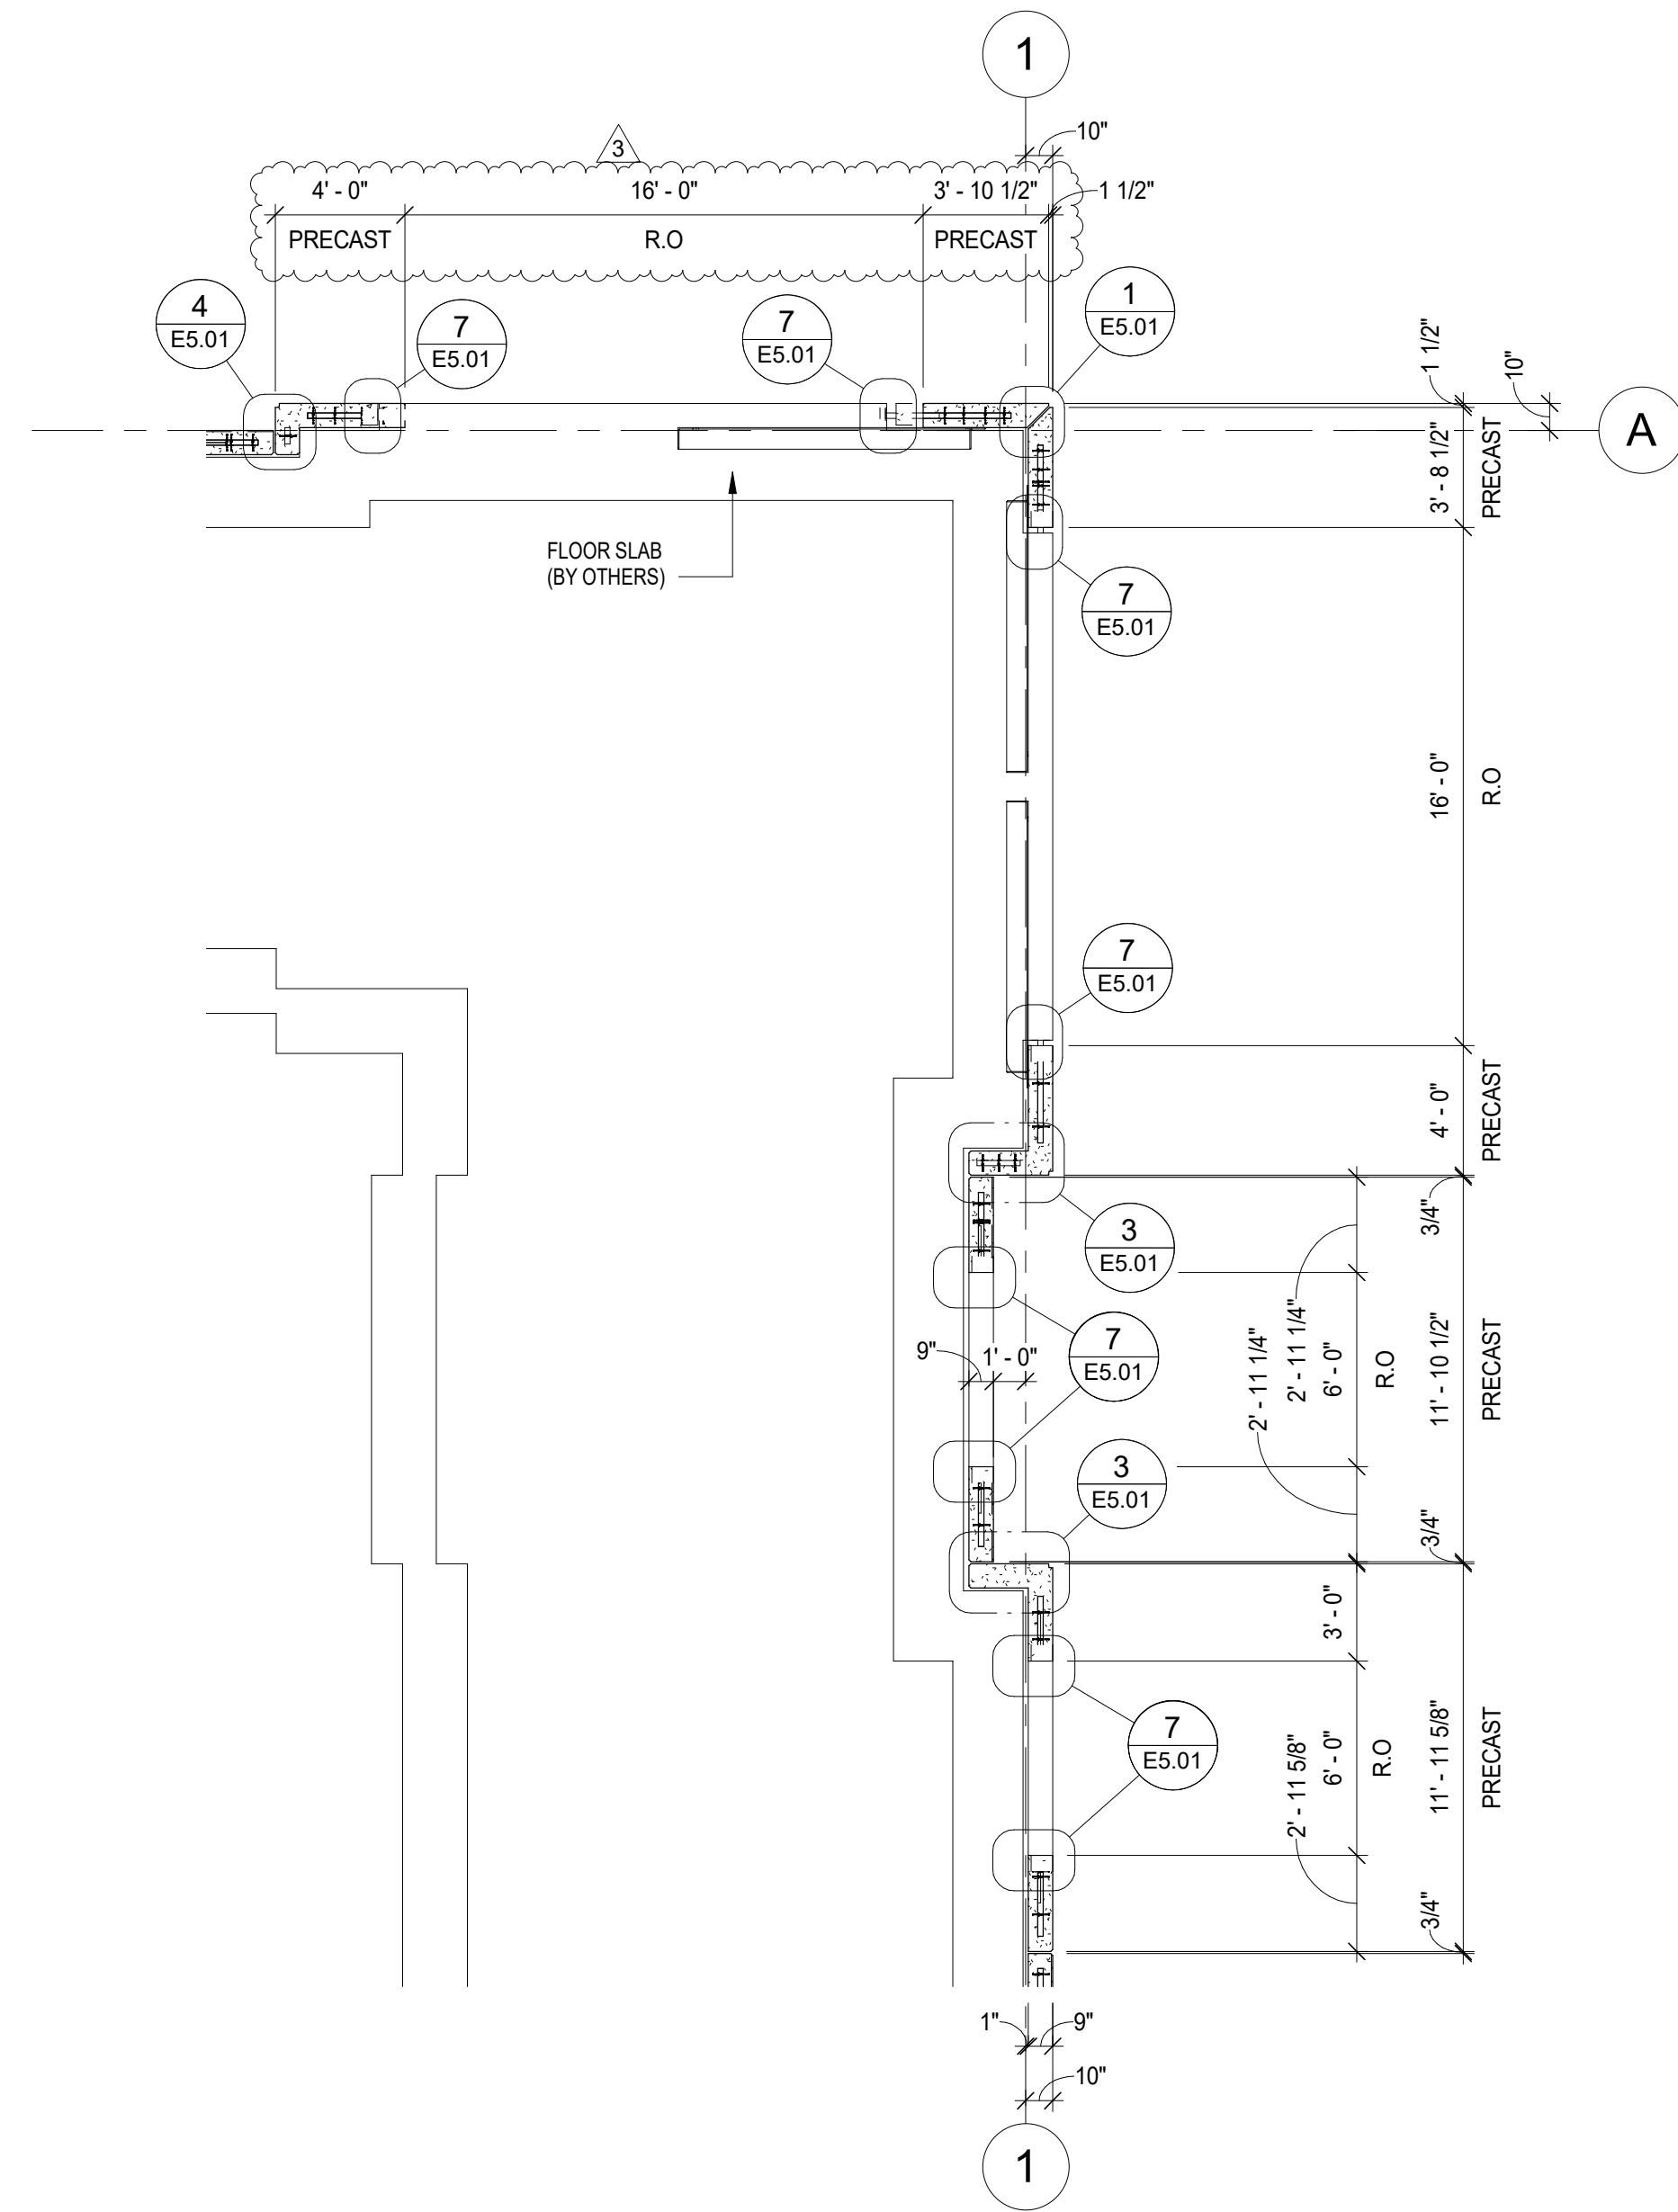 1
10"
3
4' - 0"
16' - 0"
3' - 10 1/2"
1 1/2"
PRECAST
R.O
PRECAST
4
E5.01
7
E5.01
7
E5.01
1
E5.01
1 1/2"
10"
A
3' - 8 1/2"
PRECAST
FLOOR SLAB
(BY OTHERS)
7
E5.01
16' - 0"
R.O
7
E5.01
4' - 0"
PRECAST
3/4"
3
E5.01
2' - 11 1/4"
2' - 11 1/4"
6' - 0"
R.O
11' - 10 1/2"
PRECAST
9"
1' - 0"
7
E5.01
3
E5.01
3/4"
3' - 0"
7
E5.01
2' - 11 5/8"
6' - 0"
R.O
11' - 11 5/8"
PRECAST
3/4"
1"
9"
10"
1